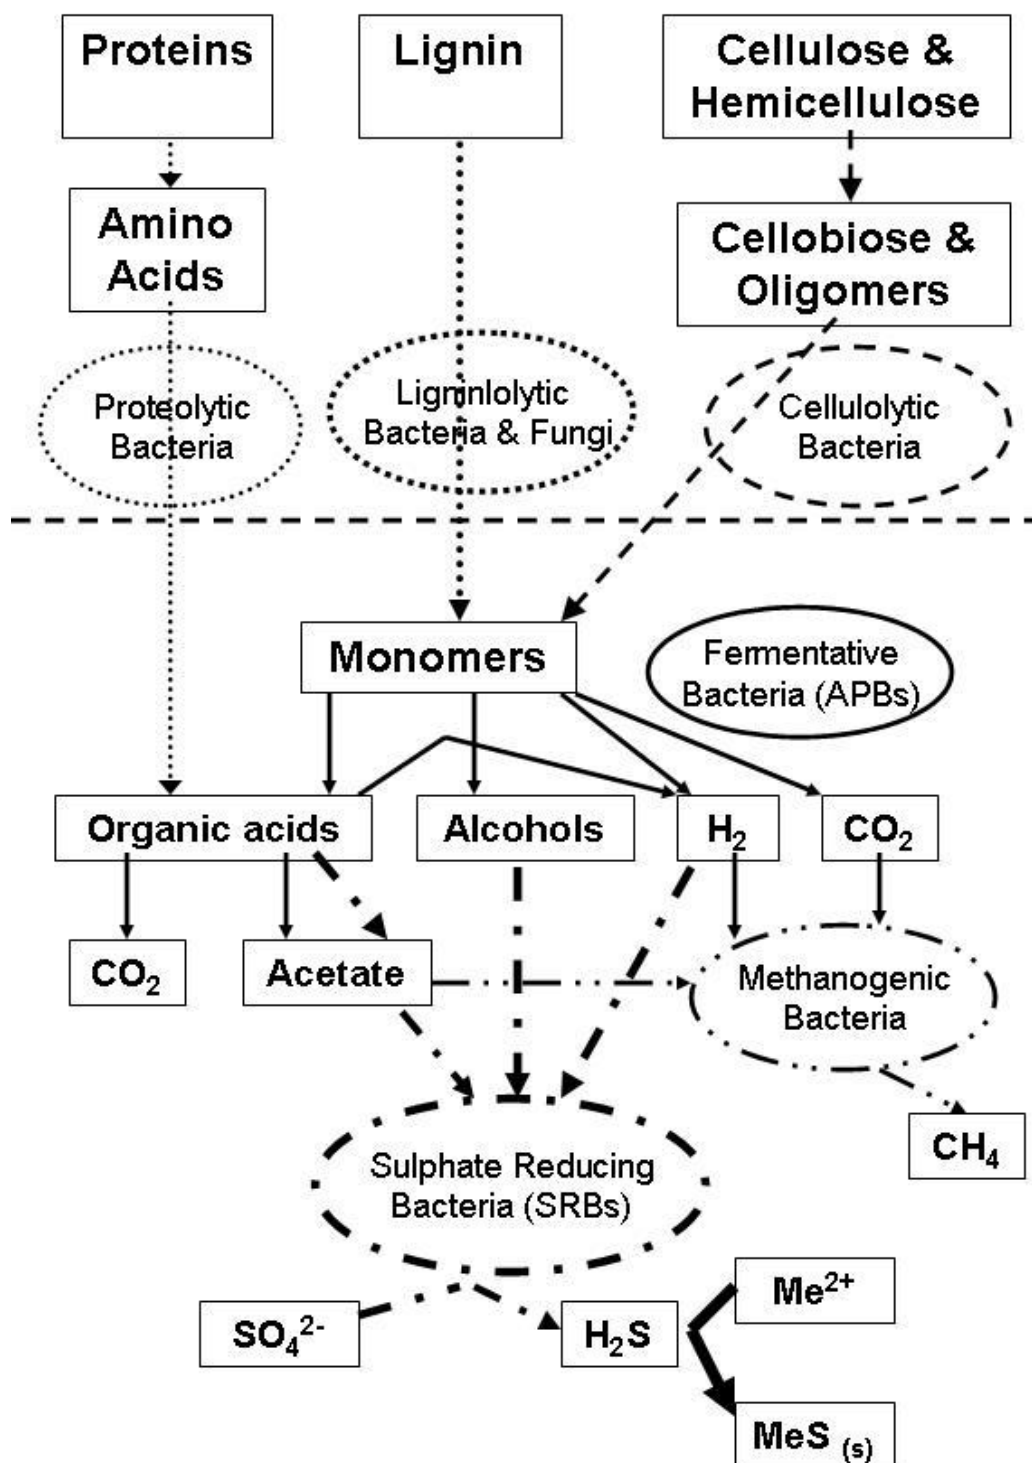 Proteins
Lignin
Cellulose &
Hemicellulose
Amino
Acids
Cellobiose &
Oligomers
Proteolytic
Bacteria
Ligninlolytic
Bacteria & Fungi
Cellulolytic
Bacteria
Monomers
Fermentative
Bacteria (APBs)
Organic acids
Alcohols
H₂
CO₂
CO₂
Acetate
Methanogenic
Bacteria
CH₄
Sulphate Reducing
Bacteria (SRBs)
SO₄²⁻
H₂S
Me²⁺
MeS (s)